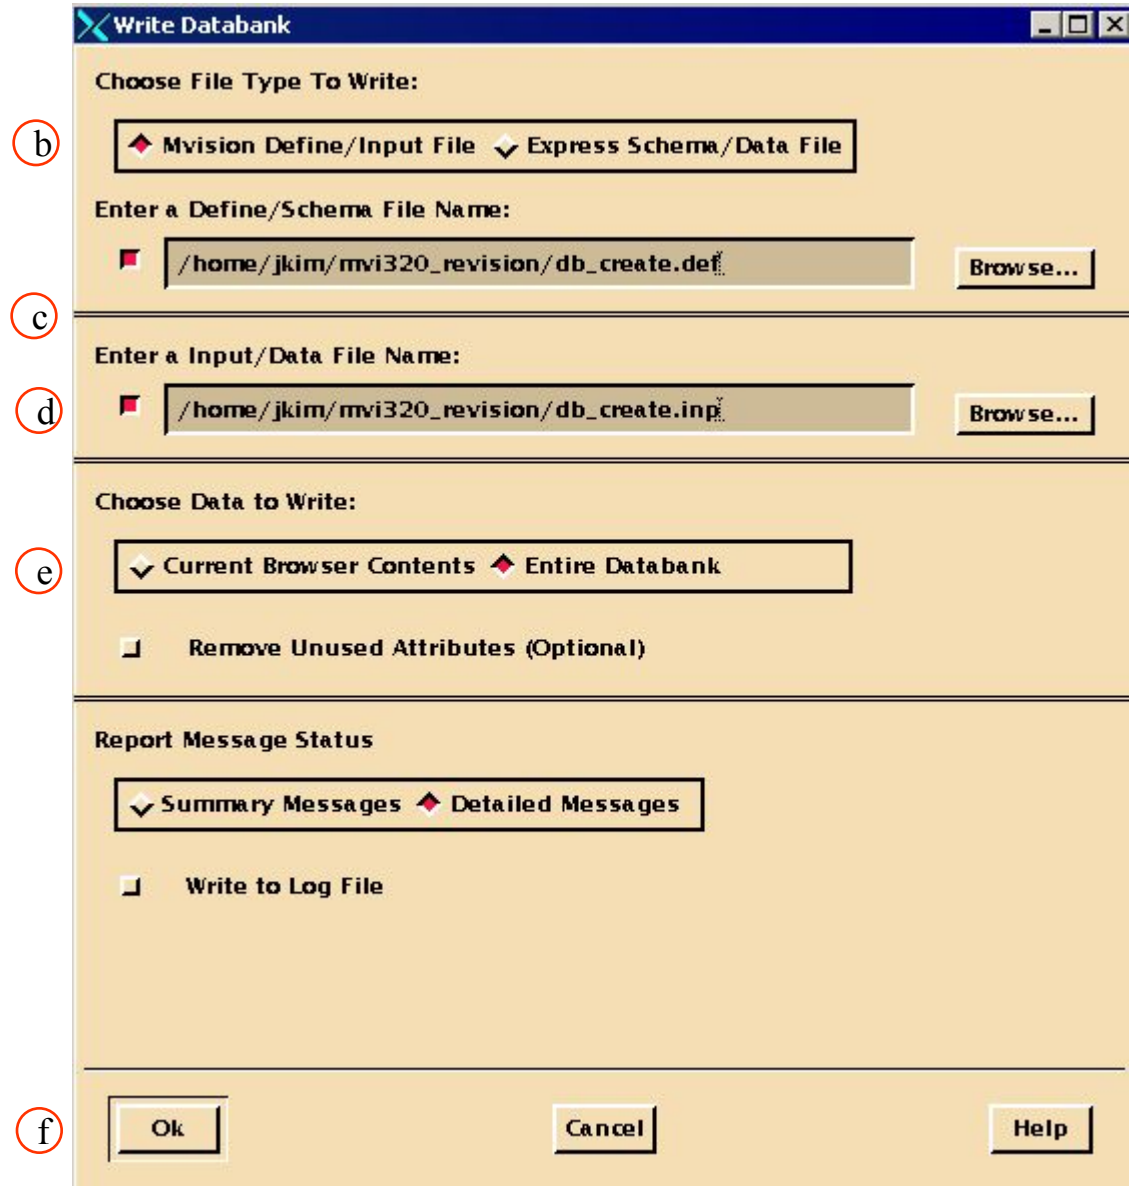 Write Databank
Choose File Type To Write:
b
Mvision Define/Input File Express Schema/Data File
Enter a Define/Schema File Name:
/home/jkim/mvi320_revision/db_create.def
Browse...
c
Enter a Input/Data File Name:
d
/home/jkim/mvi320_revision/db_create.inp
Browse...
Choose Data to Write:
e
Current Browser Contents Entire Databank
Remove Unused Attributes (Optional)
Report Message Status
Summary Messages Detailed Messages
Write to Log File
f
Ok Cancel Help